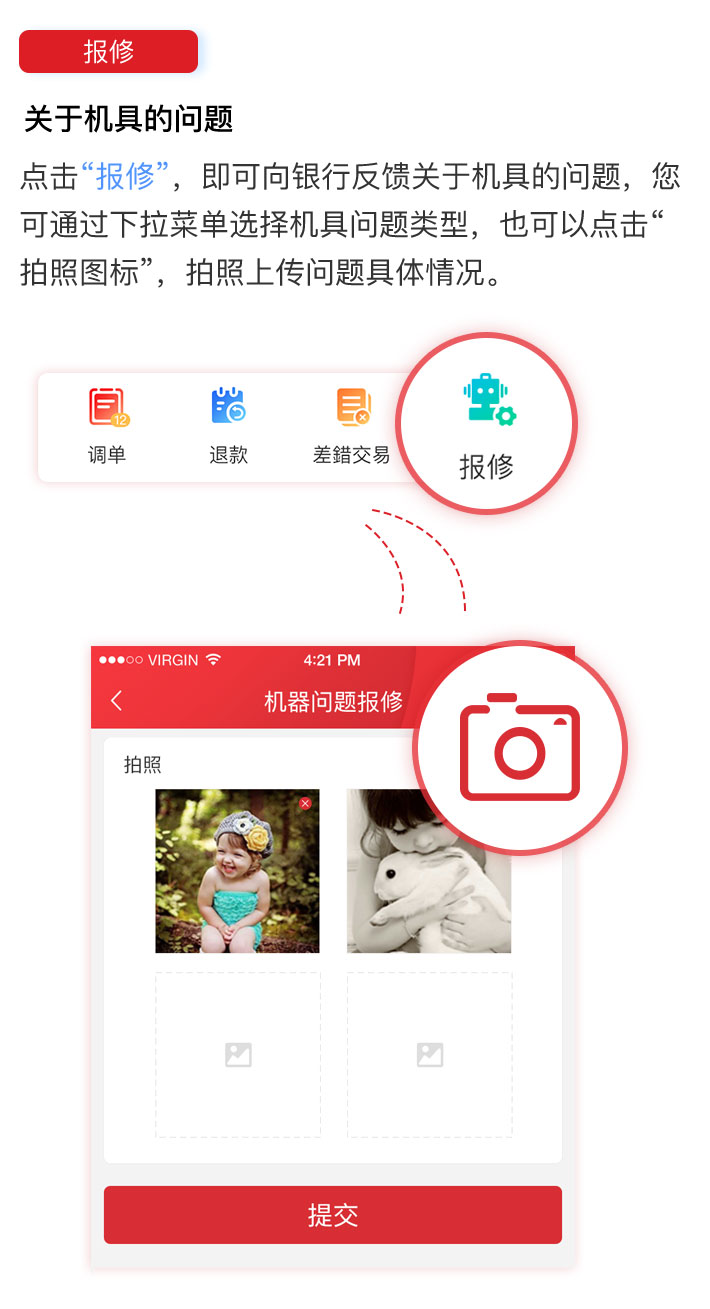 报修
关于机具的问题
点击“报修”，即可向银行反馈关于机具的问题，您
可通过下拉菜单选择机具问题类型，也可以点击“
拍照图标”，拍照上传问题具体情况。
12
调单
退款
差錯交易
报修
VIRGIN
4:21 PM
机器问题报修
拍照
提交